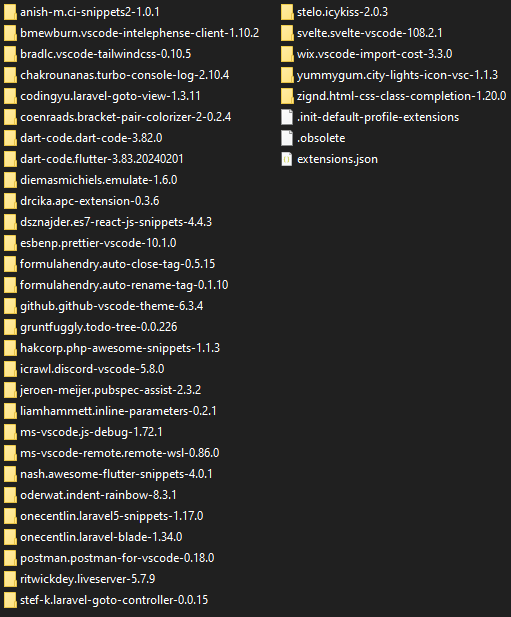 anish-m.ci-snippets2-1.0.1
bmewburn.vscode-intelephense-client-1.10.2
bradlc.vscode-tailwindcss-0.10.5
chakrounanas.turbo-console-log-2.10.4
codingyu.laravel-goto-view-1.3.11
coenraads.bracket-pair-colorizer-2-0.2.4
dart-code.dart-code-3.82.0
dart-code.flutter-3.83.20240201
diemasmichiels.emulate-1.6.0
drcika.apc-extension-0.3.6
dsznajder.es7-react-js-snippets-4.4.3
esbenp.prettier-vscode-10.1.0
formulahendry.auto-close-tag-0.5.15
formulahendry.auto-rename-tag-0.1.10
github.github-vscode-theme-6.3.4
gruntfuggly.todo-tree-0.0.226
hakcorp.php-awesome-snippets-1.1.3
icrawl.discord-vscode-5.8.0
jeroen-meijer.pubspec-assist-2.3.2
liamhammett.inline-parameters-0.2.1
ms-vscode.js-debug-1.72.1
ms-vscode-remote.remote-wsl-0.86.0
nash.awesome-flutter-snippets-4.0.1
oderwat.indent-rainbow-8.3.1
onecentlin.laravel5-snippets-1.17.0
onecentlin.laravel-blade-1.34.0
postman.postman-for-vscode-0.18.0
ritwickdey.liveserver-5.7.9
stef-k.laravel-goto-controller-0.0.15
stelo.icykiss-2.0.3
svelte.svelte-vscode-108.2.1
wix.vscode-import-cost-3.3.0
yummygum.city-lights-icon-vsc-1.1.3
zignd.html-css-class-completion-1.20.0
.init-default-profile-extensions
.obsolete
extensions.json